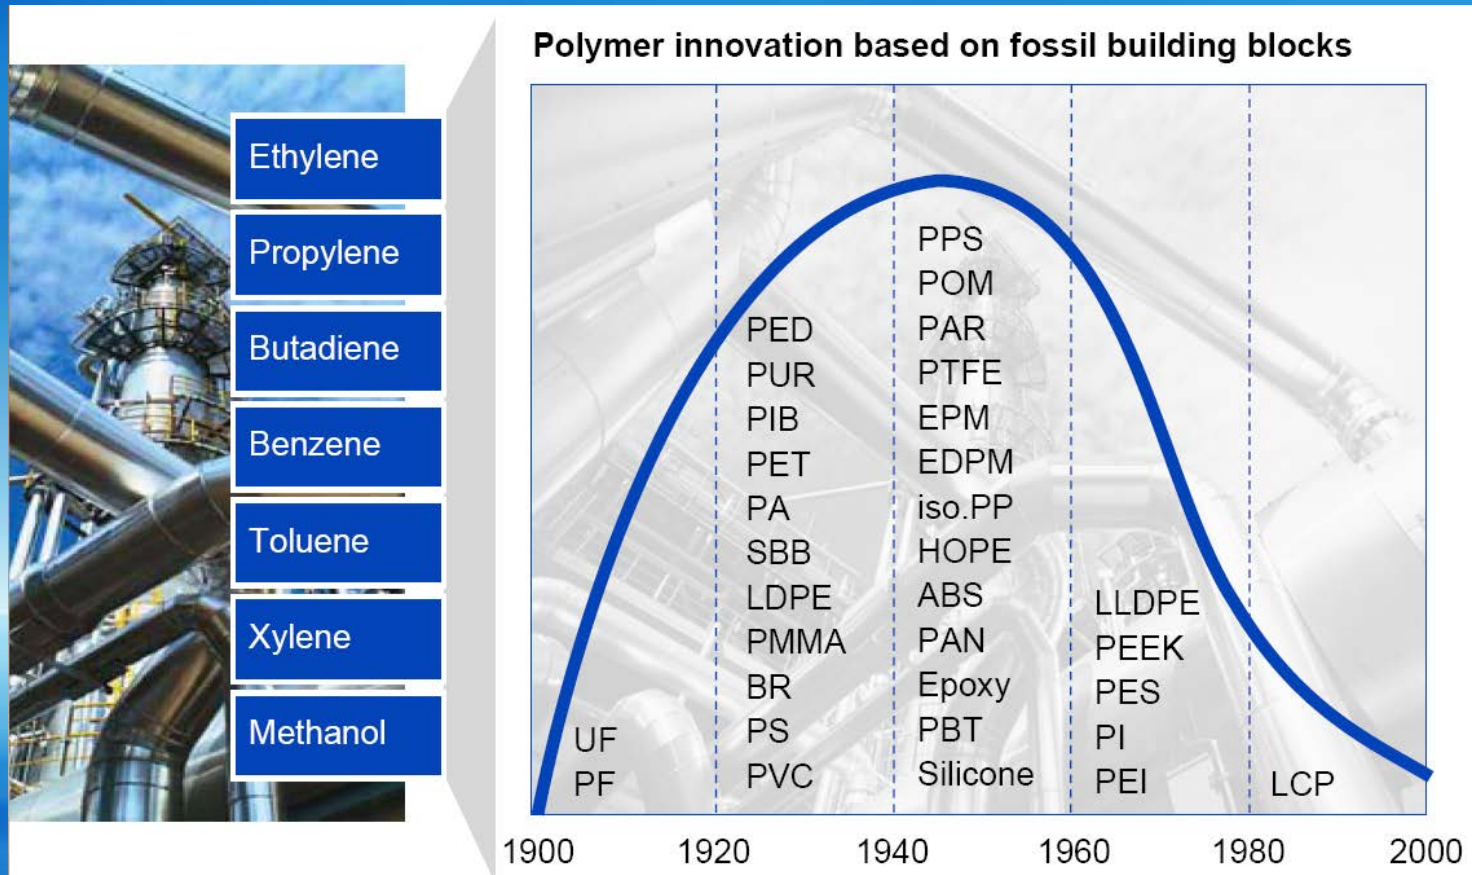 Polymer innovation based on fossil building blocks
Ethylene
Propylene
Butadiene
Benzene
Toluene
Xylene
Methanol
UF
PF
PED
PUR
PIB
PET
PA
SBB
LDPE
PMMA
BR
PS
PVC
PPS
POM
PAR
PTFE
EPM
EDPM
iso.PP
HOPE
ABS
PAN
Epoxy
PBT
Silicone
LLDPE
PEEK
PES
PI
PEI
LCP
1900 1920 1940 1960 1980 2000